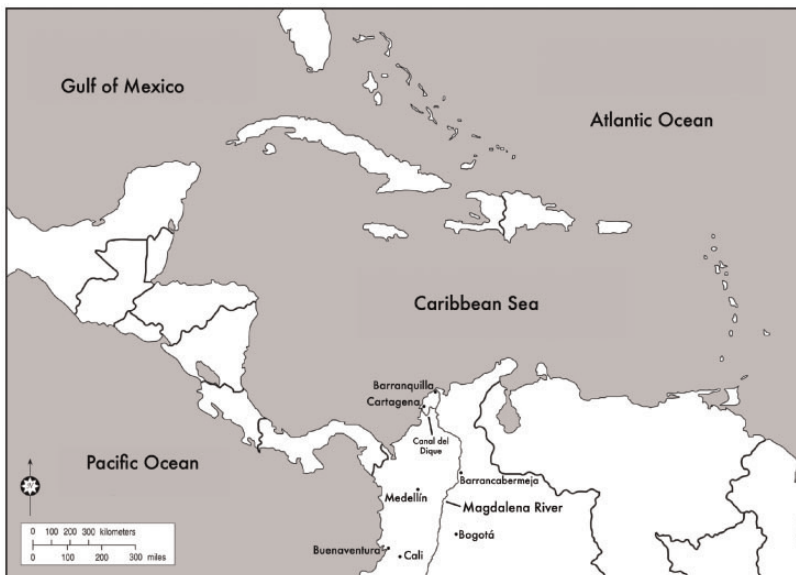 Gulf of Mexico
Atlantic Ocean
Caribbean Sea
Barranquilla
Cartagena
Canal del
Dique
Pacific Ocean
Barrancabermeja
Medellín
Magdalena River
N
Bogotá
Buenaventura
Cali
0 100 200 300 kilometers
0 100 200 300 miles